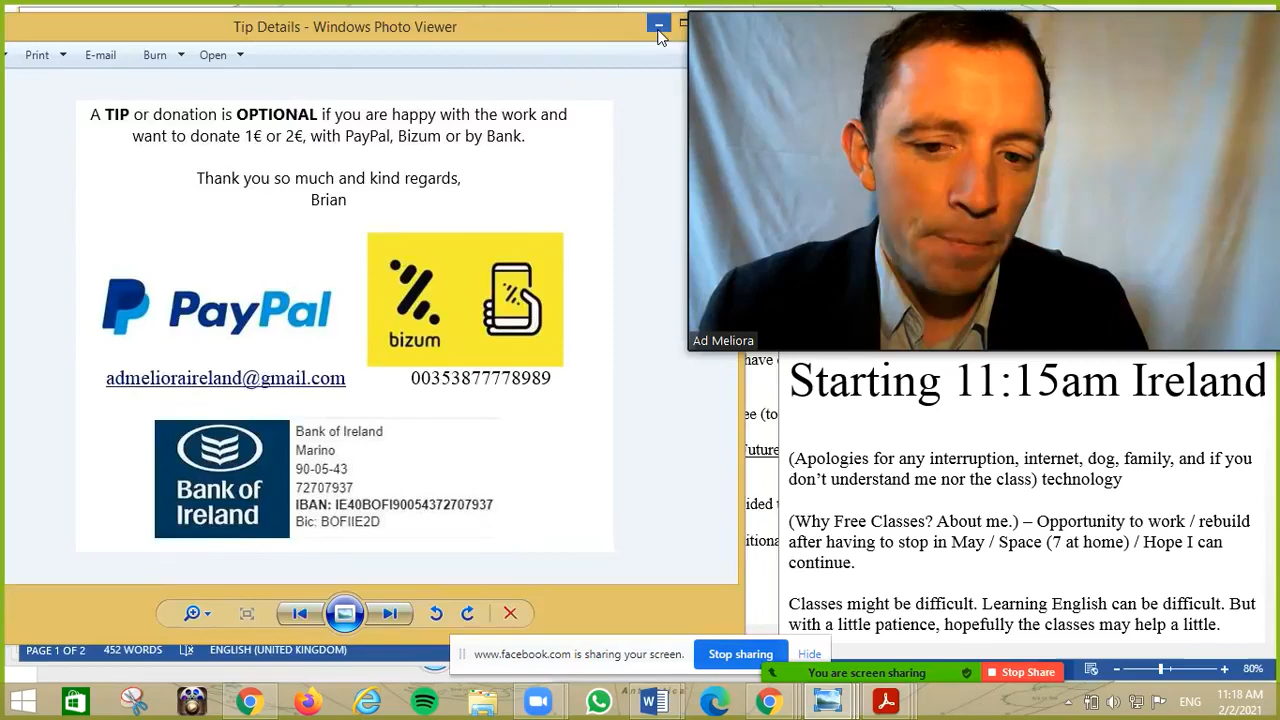 Tip Details - Windows Photo Viewer
Print
E-mail
Burn
Open
A TIP or donation is OPTIONAL if you are happy with the work and
want to donate 1€ or 2€, with PayPal, Bizum or by Bank.
Thank you so much and kind regards,
Brian
PayPal
bizum
admelioraireland@gmail.com
00353877778989
Bank of
Ireland
Bank of Ireland
Marino
90-05-43
72707937
IBAN: IE40BOFI90054372707937
Bic: BOFIIE2D
Ad Meliora
have
Starting 11:15am Ireland
(Apologies for any interruption, internet, dog, family, and if you
don’t understand me nor the class) technology
(Why Free Classes? About me.) – Opportunity to work / rebuild
after having to stop in May / Space (7 at home) / Hope I can
continue.
Classes might be difficult. Learning English can be difficult. But
with a little patience, hopefully the classes may help a little.
PAGE 1 OF 2
452 WORDS
ENGLISH (UNITED KINGDOM)
www.facebook.com is sharing your screen.
Stop sharing
Hide
You are screen sharing
Stop Share
80%
ENG
11:18 AM
2/2/2021